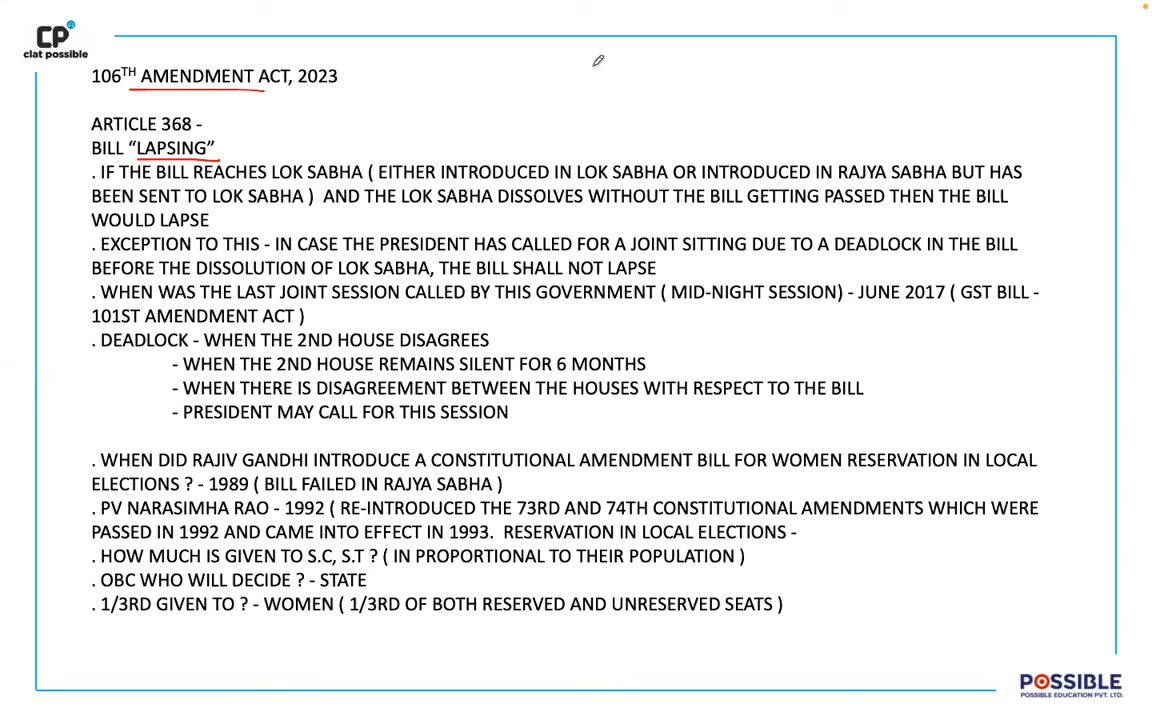 CP
clat possible
106TH AMENDMENT ACT, 2023
ARTICLE 368 -
BILL “LAPSING”
. IF THE BILL REACHES LOK SABHA ( EITHER INTRODUCED IN LOK SABHA OR INTRODUCED IN RAJYA SABHA BUT HAS
BEEN SENT TO LOK SABHA )  AND THE LOK SABHA DISSOLVES WITHOUT THE BILL GETTING PASSED THEN THE BILL
WOULD LAPSE
. EXCEPTION TO THIS - IN CASE THE PRESIDENT HAS CALLED FOR A JOINT SITTING DUE TO A DEADLOCK IN THE BILL
BEFORE THE DISSOLUTION OF LOK SABHA, THE BILL SHALL NOT LAPSE
. WHEN WAS THE LAST JOINT SESSION CALLED BY THIS GOVERNMENT ( MID-NIGHT SESSION) - JUNE 2017 ( GST BILL -
101ST AMENDMENT ACT )
. DEADLOCK - WHEN THE 2ND HOUSE DISAGREES
- WHEN THE 2ND HOUSE REMAINS SILENT FOR 6 MONTHS
- WHEN THERE IS DISAGREEMENT BETWEEN THE HOUSES WITH RESPECT TO THE BILL
- PRESIDENT MAY CALL FOR THIS SESSION
. WHEN DID RAJIV GANDHI INTRODUCE A CONSTITUTIONAL AMENDMENT BILL FOR WOMEN RESERVATION IN LOCAL
ELECTIONS ? - 1989 ( BILL FAILED IN RAJYA SABHA )
. PV NARASIMHA RAO - 1992 ( RE-INTRODUCED THE 73RD AND 74TH CONSTITUTIONAL AMENDMENTS WHICH WERE
PASSED IN 1992 AND CAME INTO EFFECT IN 1993.  RESERVATION IN LOCAL ELECTIONS -
. HOW MUCH IS GIVEN TO S.C, S.T ? ( IN PROPORTIONAL TO THEIR POPULATION )
. OBC WHO WILL DECIDE ? - STATE
. 1/3RD GIVEN TO ? - WOMEN ( 1/3RD OF BOTH RESERVED AND UNRESERVED SEATS )
POSSIBLE
POSSIBLE EDUCATION PVT. LTD.